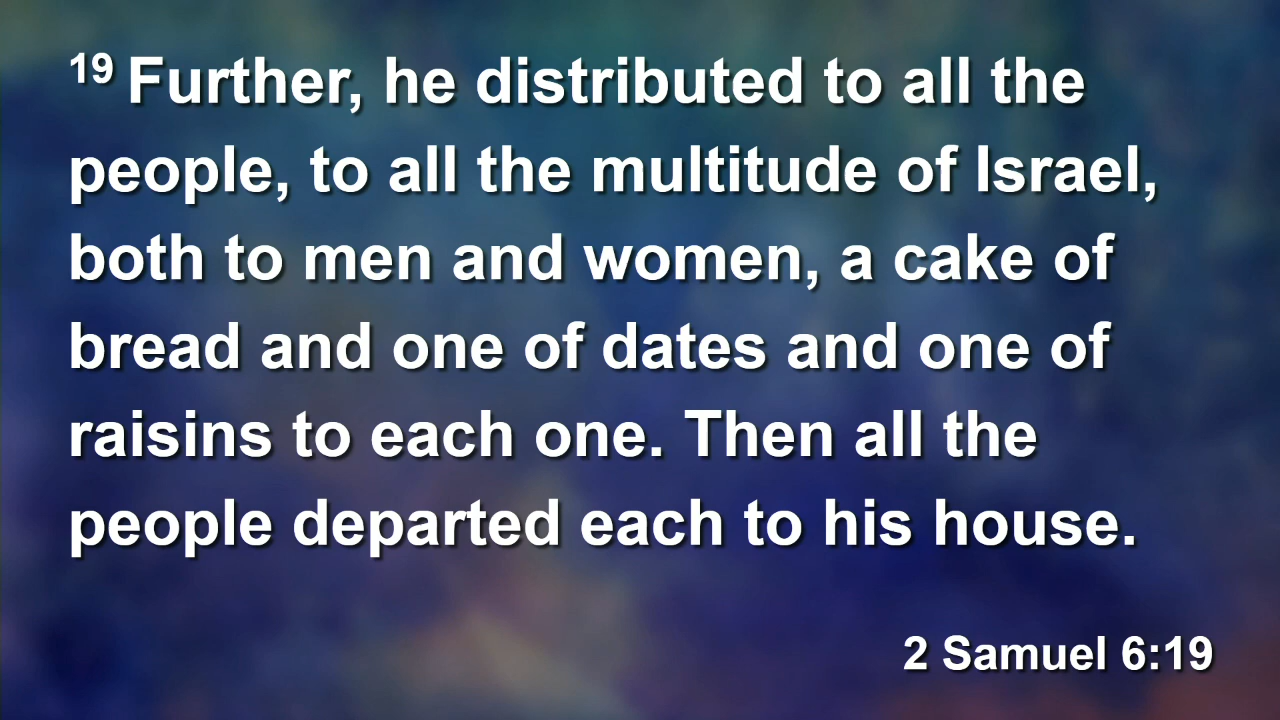 19 Further, he distributed to all the
people, to all the multitude of Israel,
both to men and women, a cake of
bread and one of dates and one of
raisins to each one. Then all the
people departed each to his house.
2 Samuel 6:19